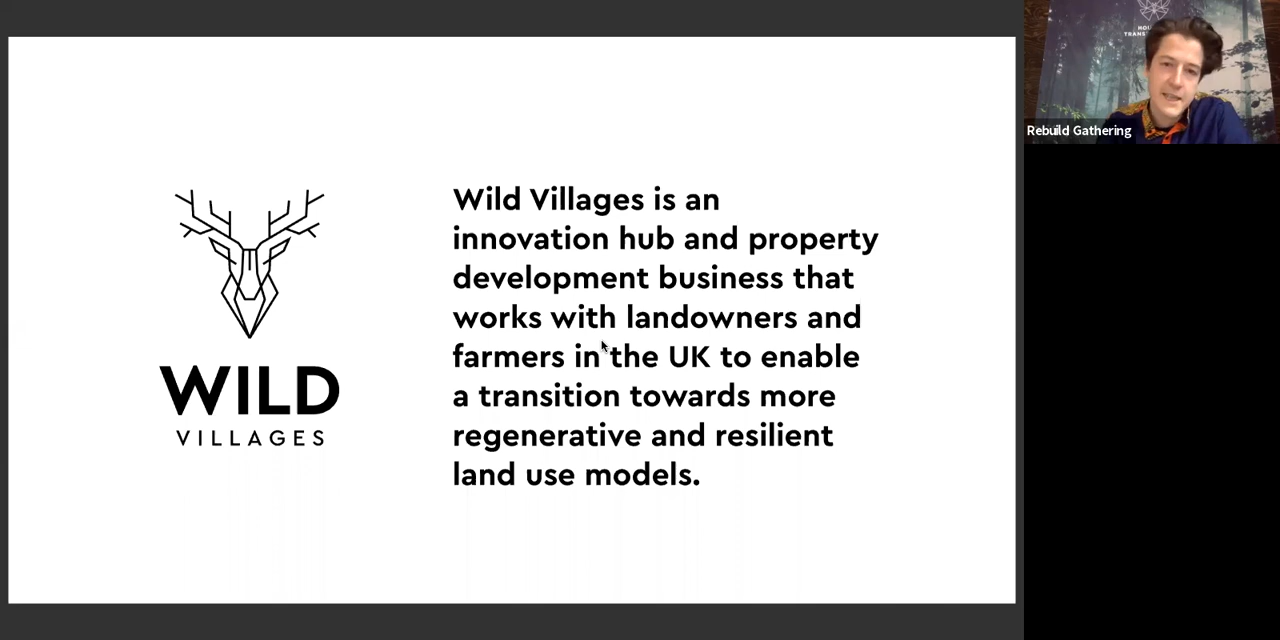 WILD
VILLAGES
Wild Villages is an
innovation hub and property
development business that
works with landowners and
farmers in the UK to enable
a transition towards more
regenerative and resilient
land use models.
Rebuild Gathering